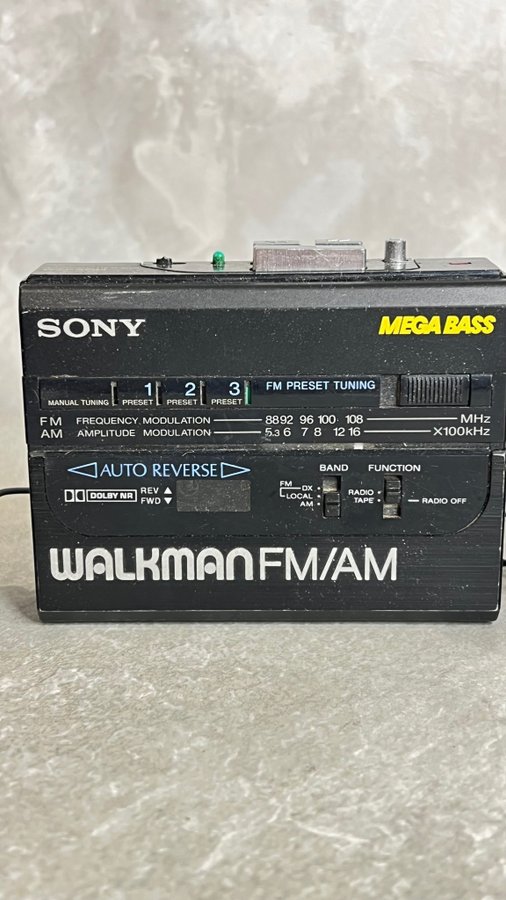 SONY MEGA BASS
1 2 3 FM PRESET TUNING
MANUAL TUNING PRESET PRESET PRESET
FM FREQUENCY MODULATION 88 92 96 100 108 MHz
AM AMPLITUDE MODULATION 5.3 6 7 8 12 16 X100kHz
AUTO REVERSE
DOLBY NR REV ▲
FWD ▼
BAND FUNCTION
FM DX
LOCAL
AM
RADIO
TAPE
RADIO OFF
WALKMAN FM/AM